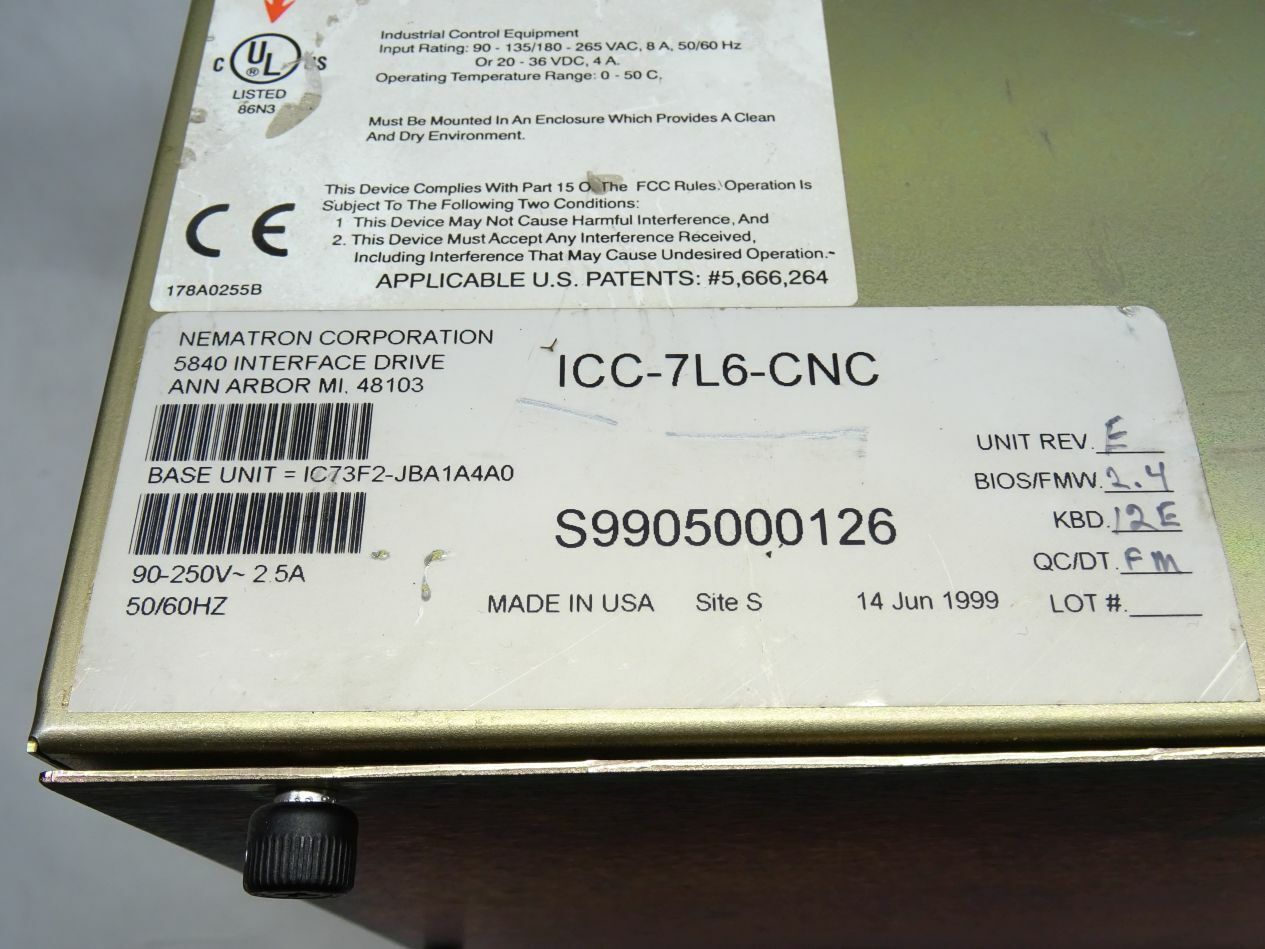 Industrial Control Equipment
Input Rating: 90 - 135/180 - 265 VAC, 8 A, 50/60 Hz
Or 20 - 36 VDC, 4 A.
Operating Temperature Range: 0 - 50 C.
C UL ® US
LISTED
86N3
Must Be Mounted In An Enclosure Which Provides A Clean
And Dry Environment.
This Device Complies With Part 15 O The FCC Rules. Operation Is
Subject To The Following Two Conditions:
1 This Device May Not Cause Harmful Interference, And
2. This Device Must Accept Any Interference Received,
Including Interference That May Cause Undesired Operation.
CE
APPLICABLE U.S. PATENTS: #5,666,264
178A0255B
NEMATRON CORPORATION
5840 INTERFACE DRIVE
ANN ARBOR MI, 48103
ICC-7L6-CNC
BASE UNIT = IC73F2-JBA1A4A0
S9905000126
90-250V~ 2.5A
50/60HZ
MADE IN USA Site S 14 Jun 1999
UNIT REV. E
BIOS/FMW. 2.4
KBD. 12E
QC/DT. FM
LOT #.